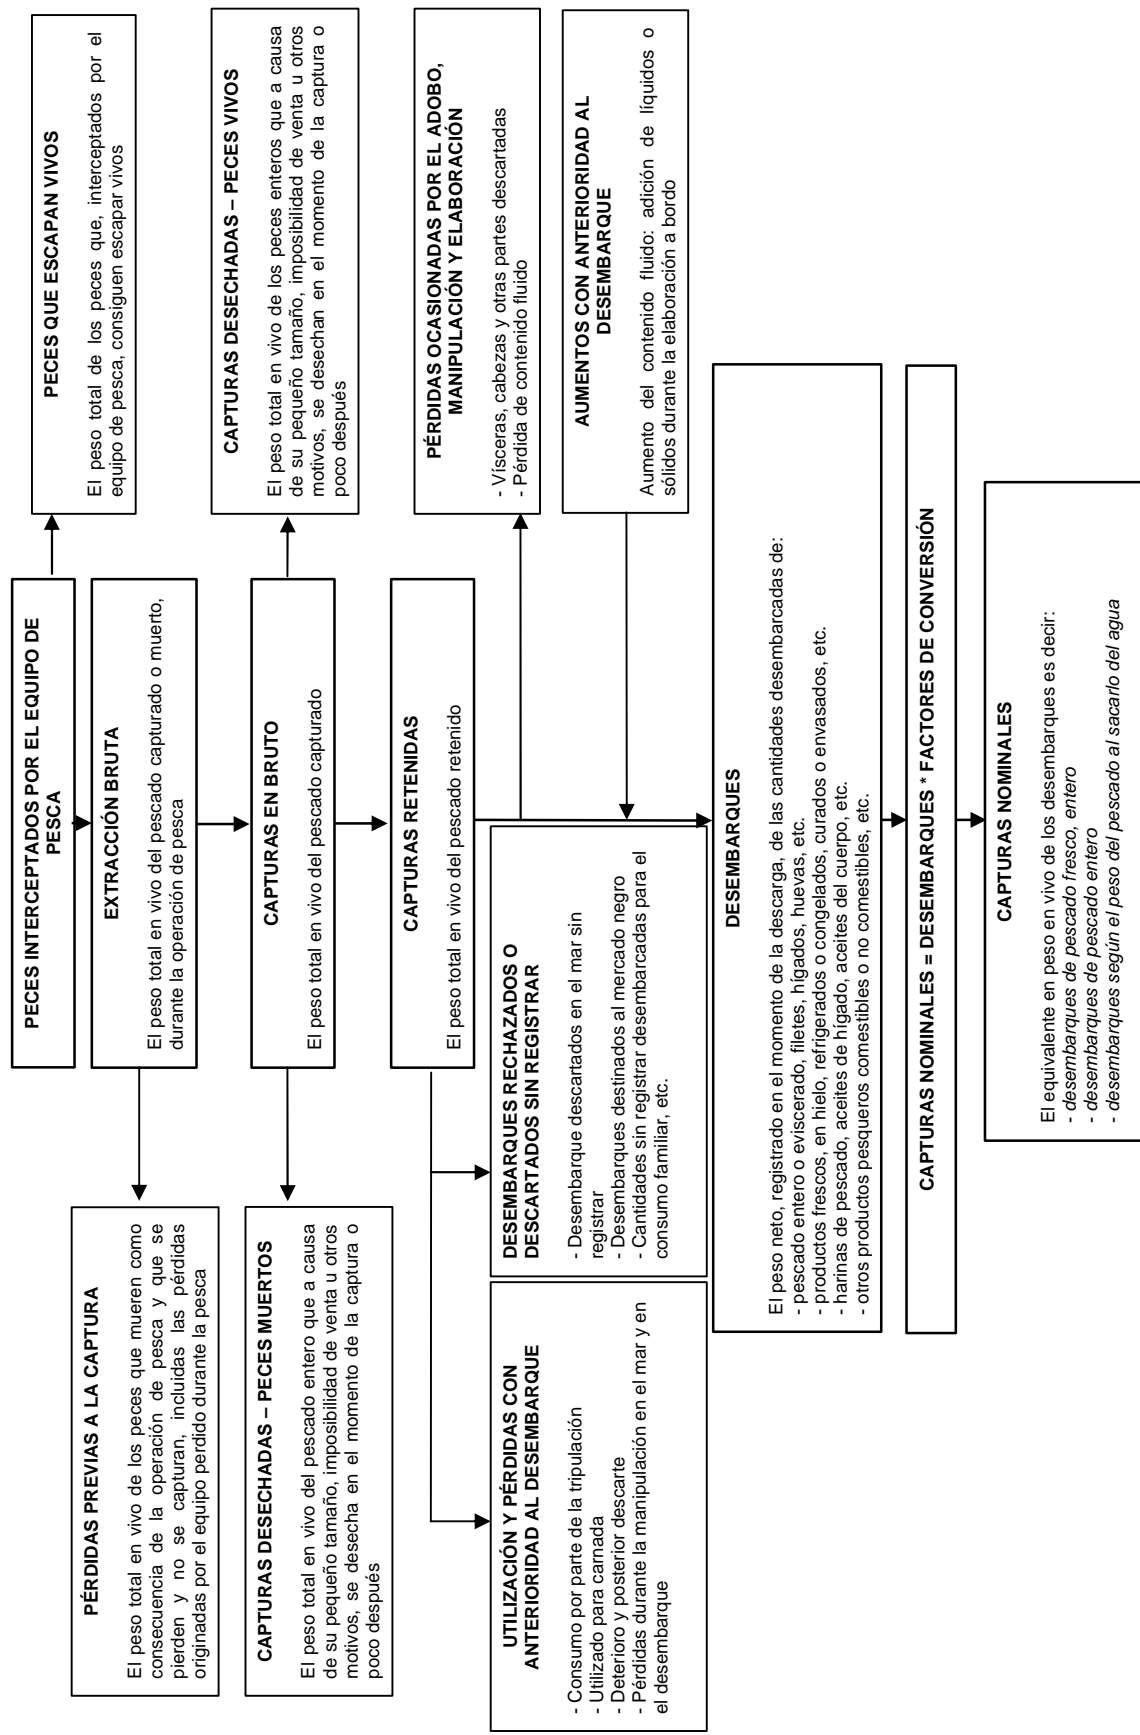 PECES INTERCEPTADOS POR EL EQUIPO DE
PESCA
PECES QUE ESCAPAN VIVOS
El peso total de los peces que, interceptados por el
equipo de pesca, consiguen escapar vivos
EXTRACCIÓN BRUTA
El peso total en vivo del pescado capturado o muerto,
durante la operación de pesca
PÉRDIDAS PREVIAS A LA CAPTURA
El peso total en vivo de los peces que mueren como
consecuencia de la operación de pesca y que se
pierden y no se capturan, incluidas las pérdidas
originadas por el equipo perdido durante la pesca
CAPTURAS EN BRUTO
El peso total en vivo del pescado capturado
CAPTURAS DESECHADAS – PECES VIVOS
El peso total en vivo de los peces enteros que a causa
de su pequeño tamaño, imposibilidad de venta u otros
motivos, se desechan en el momento de la captura o
poco después
CAPTURAS DESECHADAS – PECES MUERTOS
El peso total en vivo del pescado entero que a causa
de su pequeño tamaño, imposibilidad de venta u otros
motivos, se desecha en el momento de la captura o
poco después
CAPTURAS RETENIDAS
El peso total en vivo del pescado retenido
PÉRDIDAS OCASIONADAS POR EL ADOBO,
MANIPULACIÓN Y ELABORACIÓN
- Vísceras, cabezas y otras partes descartadas
- Pérdida de contenido fluido
UTILIZACIÓN Y PÉRDIDAS CON
ANTERIORIDAD AL DESEMBARQUE
- Consumo por parte de la tripulación
- Utilizado para carnada
- Deterioro y posterior descarte
- Pérdidas durante la manipulación en el mar y en
el desembarque
DESEMBARQUES RECHAZADOS O
DESCARTADOS SIN REGISTRAR
- Desembarque descartados en el mar sin
registrar
- Desembarques destinados al mercado negro
- Cantidades sin registrar desembarcadas para el
consumo familiar, etc.
AUMENTOS CON ANTERIORIDAD AL
DESEMBARQUE
Aumento del contenido fluido: adición de líquidos o
sólidos durante la elaboración a bordo
DESEMBARQUES
El peso neto, registrado en el momento de la descarga, de las cantidades desembarcadas de:
- pescado entero o eviscerado, filetes, hígados, huevas, etc.
- productos frescos, en hielo, refrigerados o congelados, curados o envasados, etc.
- harinas de pescado, aceites de hígado, aceites del cuerpo, etc.
- otros productos pesqueros comestibles o no comestibles, etc.
CAPTURAS NOMINALES = DESEMBARQUES * FACTORES DE CONVERSIÓN
CAPTURAS NOMINALES
El equivalente en peso en vivo de los desembarques es decir:
- desembarques de pescado fresco, entero
- desembarques de pescado entero
- desembarques según el peso del pescado al sacarlo del agua